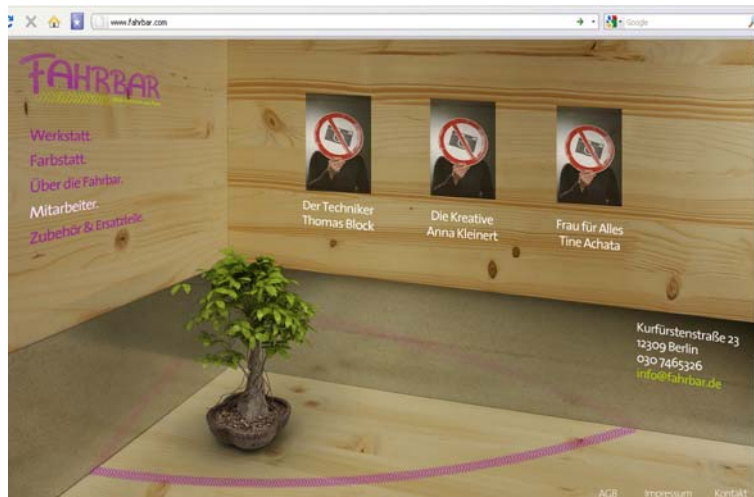 www.fahrbar.com
Google
FAHRBAR
Werkstatt.
Farbstatt.
Über die Fahrbar.
Mitarbeiter.
Zubehör & Ersatzteile.
Der Techniker
Thomas Block
Die Kreative
Anna Kleinert
Frau für Alles
Tine Achata
Kurfürstenstraße 23
12309 Berlin
030 7465326
info@fahrbar.de
AGB Impressum Kontakt